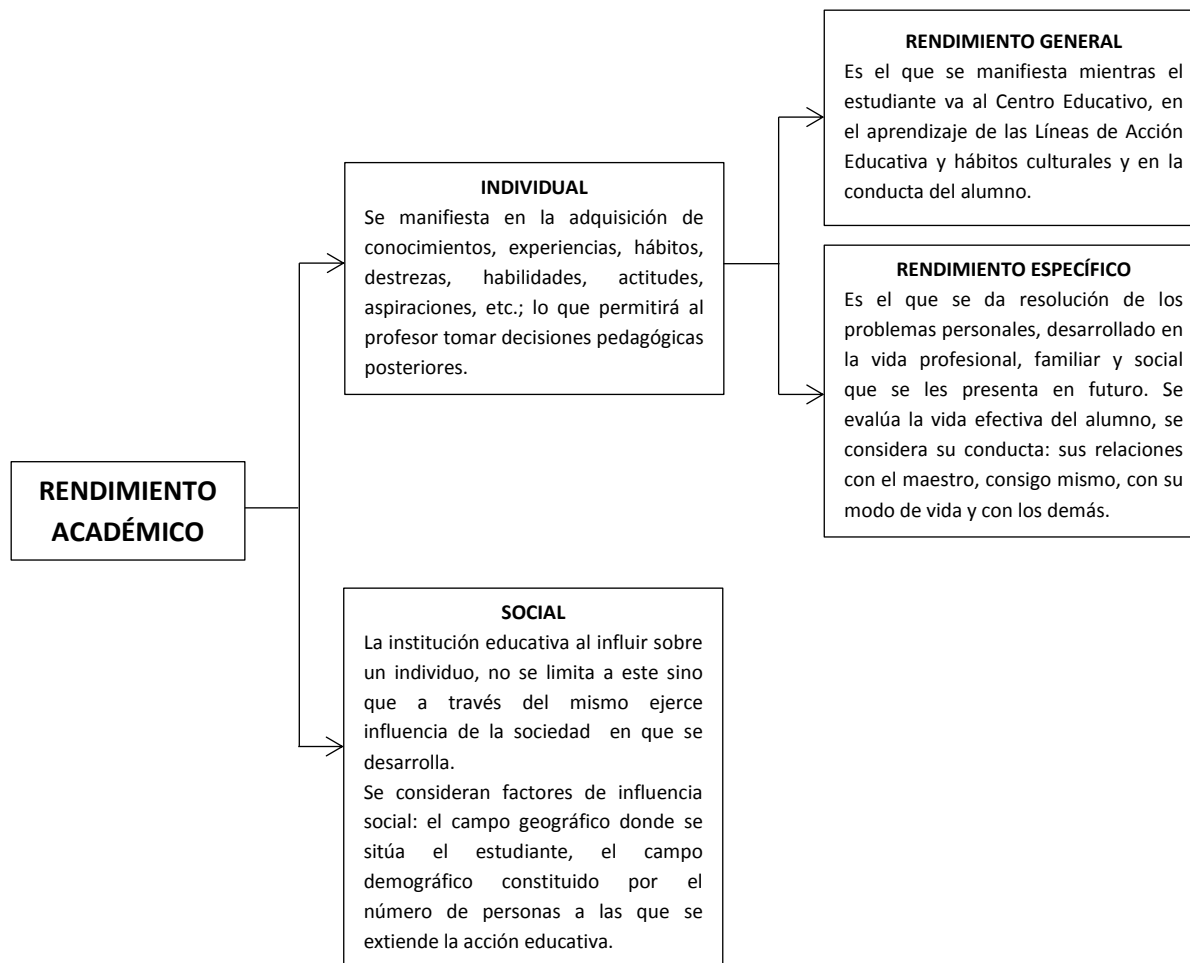 RENDIMIENTO
ACADÉMICO
INDIVIDUAL
Se manifiesta en la adquisición de
conocimientos, experiencias, hábitos,
destrezas, habilidades, actitudes,
aspiraciones, etc.; lo que permitirá al
profesor tomar decisiones pedagógicas
posteriores.
RENDIMIENTO GENERAL
Es el que se manifiesta mientras el
estudiante va al Centro Educativo, en
el aprendizaje de las Líneas de Acción
Educativa y hábitos culturales y en la
conducta del alumno.
RENDIMIENTO ESPECÍFICO
Es el que se da resolución de los
problemas personales, desarrollado en
la vida profesional, familiar y social
que se les presenta en futuro. Se
evalúa la vida efectiva del alumno, se
considera su conducta: sus relaciones
con el maestro, consigo mismo, con su
modo de vida y con los demás.
SOCIAL
La institución educativa al influir sobre
un individuo, no se limita a este sino
que a través del mismo ejerce
influencia de la sociedad en que se
desarrolla.
Se consideran factores de influencia
social: el campo geográfico donde se
sitúa el estudiante, el campo
demográfico constituido por el
número de personas a las que se
extiende la acción educativa.